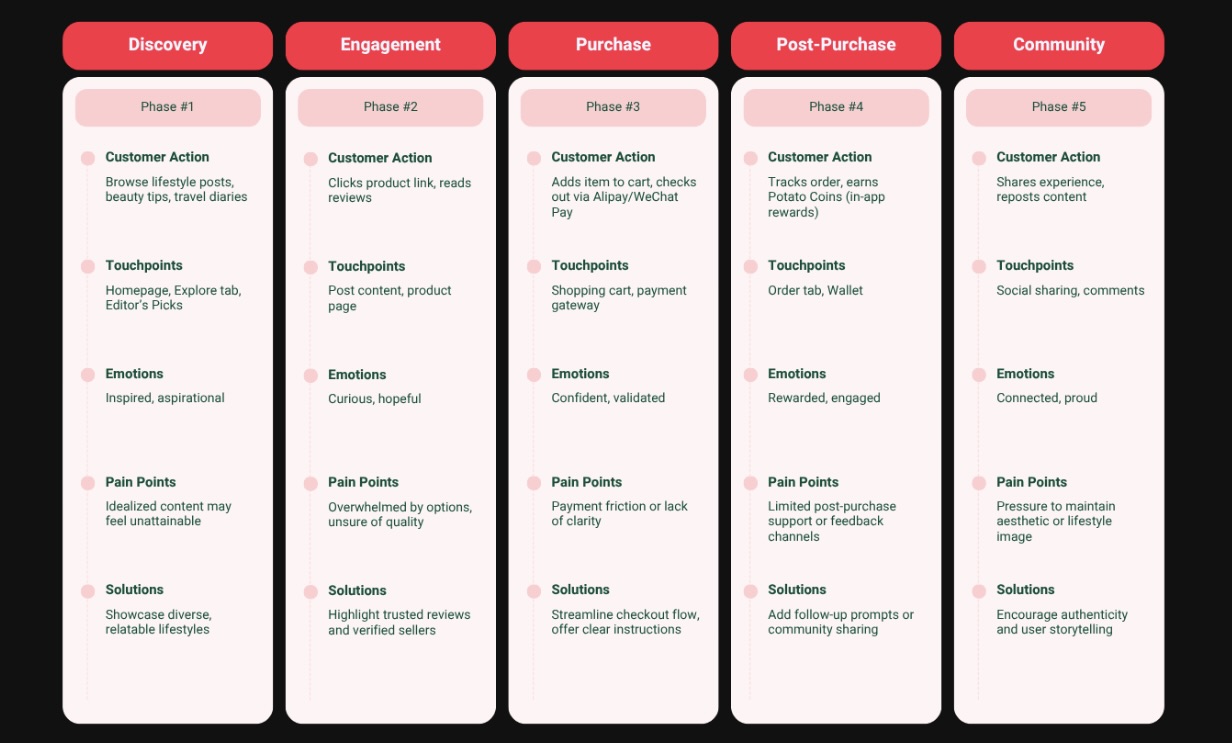 Discovery
Phase #1
Customer Action
Browse lifestyle posts,
beauty tips, travel diaries
Touchpoints
Homepage, Explore tab,
Editor's Picks
Emotions
Inspired, aspirational
Pain Points
Idealized content may
feel unattainable
Solutions
Showcase diverse,
relatable lifestyles
Engagement
Phase #2
Customer Action
Clicks product link, reads
reviews
Touchpoints
Post content, product
page
Emotions
Curious, hopeful
Pain Points
Overwhelmed by options,
unsure of quality
Solutions
Highlight trusted reviews
and verified sellers
Purchase
Phase #3
Customer Action
Adds item to cart, checks
out via Alipay/WeChat
Pay
Touchpoints
Shopping cart, payment
gateway
Emotions
Confident, validated
Pain Points
Payment friction or lack
of clarity
Solutions
Streamline checkout flow,
offer clear instructions
Post-Purchase
Phase #4
Customer Action
Tracks order, earns
Potato Coins (in-app
rewards)
Touchpoints
Order tab, Wallet
Emotions
Rewarded, engaged
Pain Points
Limited post-purchase
support or feedback
channels
Solutions
Add follow-up prompts or
community sharing
Community
Phase #5
Customer Action
Shares experience,
reposts content
Touchpoints
Social sharing, comments
Emotions
Connected, proud
Pain Points
Pressure to maintain
aesthetic or lifestyle
image
Solutions
Encourage authenticity
and user storytelling